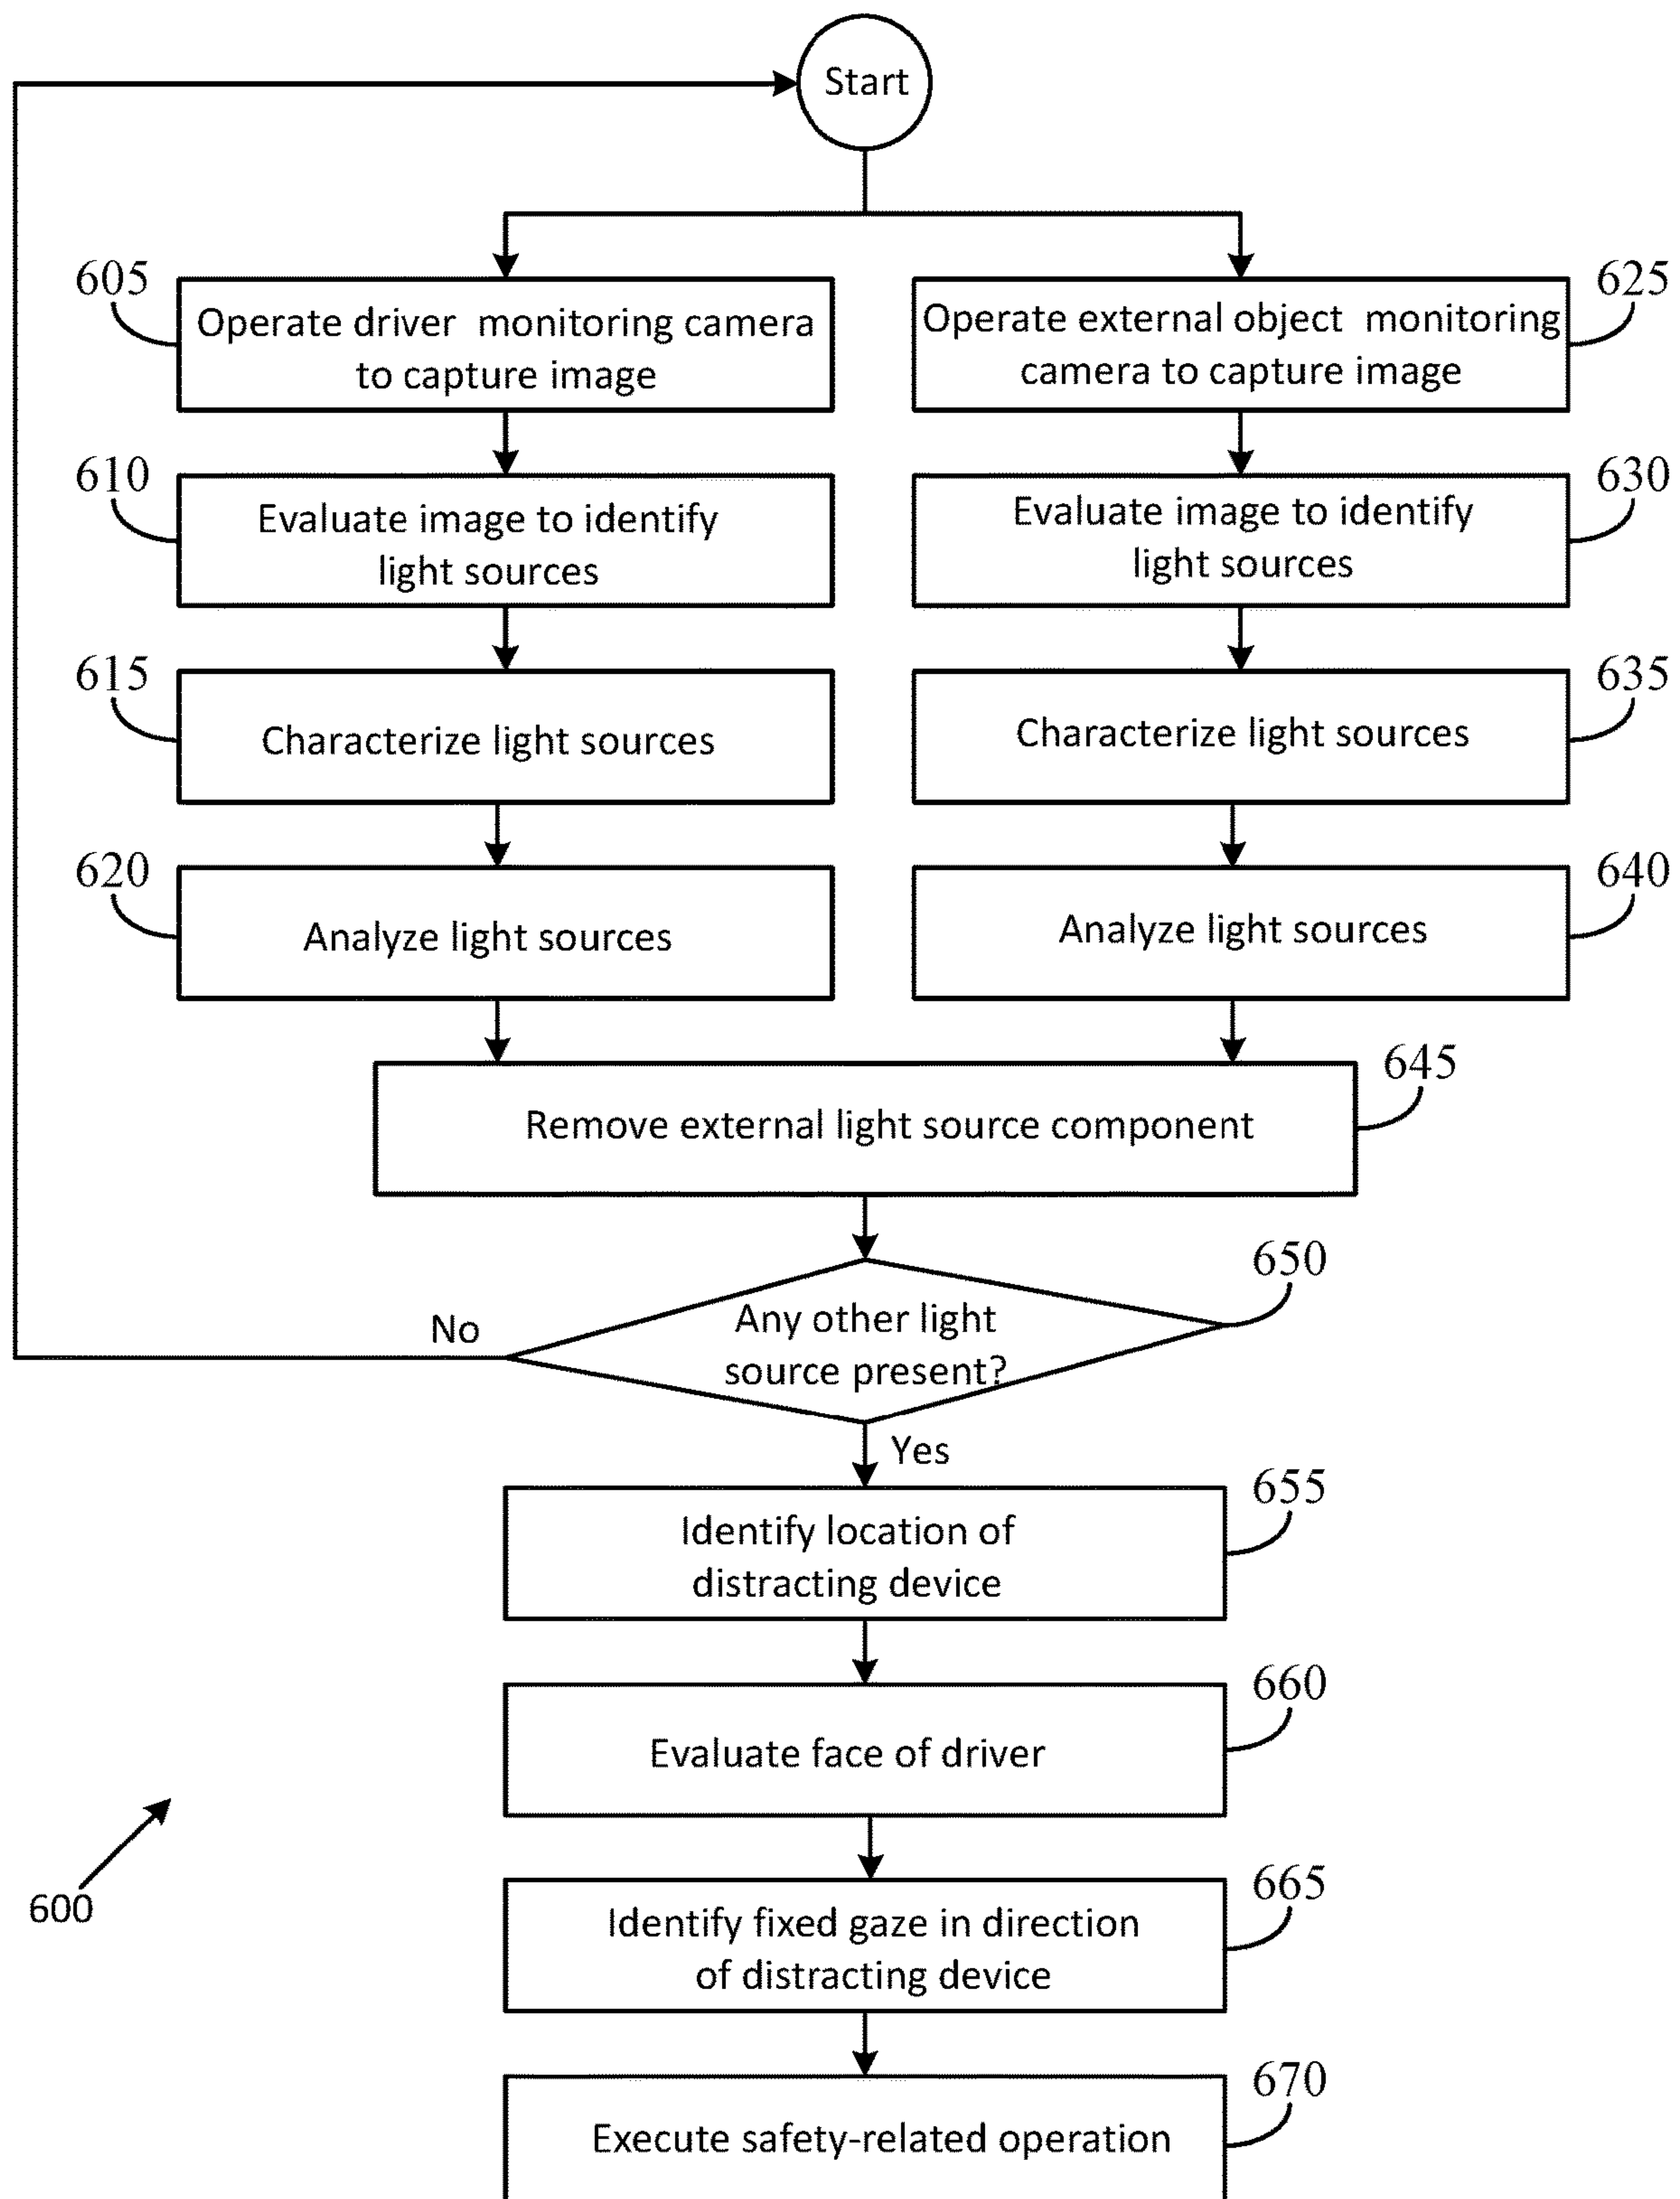 Start
605
Operate driver monitoring camera
to capture image
625
Operate external object monitoring
camera to capture image
610
Evaluate image to identify
light sources
630
Evaluate image to identify
light sources
615
Characterize light sources
635
Characterize light sources
620
Analyze light sources
640
Analyze light sources
645
Remove external light source component
650
Any other light
source present?
No
Yes
655
Identify location of
distracting device
660
Evaluate face of driver
600
665
Identify fixed gaze in direction
of distracting device
670
Execute safety-related operation